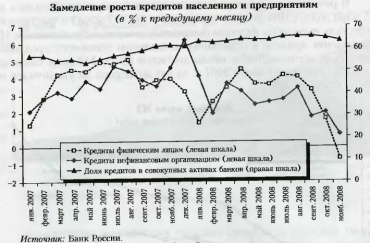 Замедление роста кредитов населению и предприятиям
(в % к предыдущему месяцу)
7
6
5
4
3
2
1
0
−1
−2
70
60
50
40
30
20
10
0
Кредиты физическим лицам (левая шкала)
Кредиты нефинансовым организациям (левая шкала)
Доля кредитов в совокупных активах банков (правая шкала)
янв. 2007
февр. 2007
март 2007
апр. 2007
май 2007
июнь 2007
июль 2007
авг. 2007
сент. 2007
окт. 2007
нояб. 2007
дек. 2007
янв. 2008
февр. 2008
март 2008
апр. 2008
май 2008
июнь 2008
июль 2008
авг. 2008
сент. 2008
окт. 2008
нояб. 2008
Источник: Банк России.